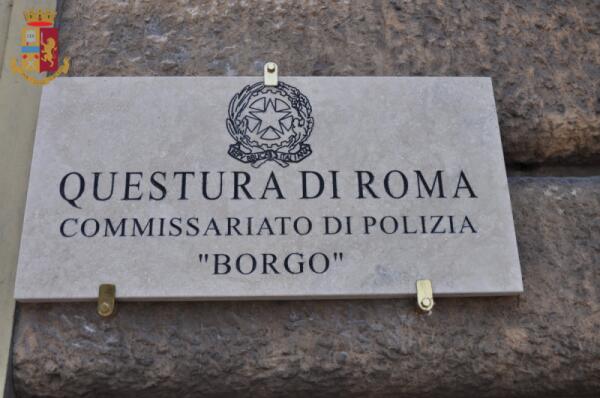 QUESTURA DI ROMA
COMMISSARIATO DI POLIZIA
"BORGO"